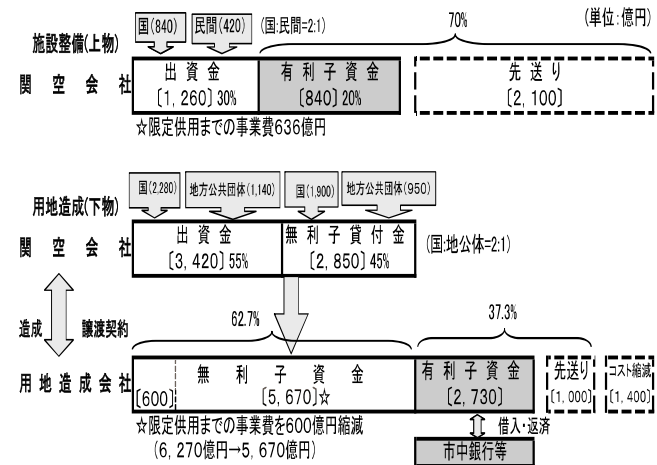 (単位：億円)
国(840)
民間(420)
(国:民間=2:1)
70%
施設整備(上物)
関空会社
出資金
〔1,260〕30%
有利子資金
〔840〕20%
先送り
〔2,100〕
☆限定供用までの事業費636億円
国(2,280)
地方公共団体(1,140)
国(1,900)
地方公共団体(950)
用地造成(下物)
関空会社
出資金
〔3,420〕55%
無利子貸付金
〔2,850〕45%
(国:地公体=2:1)
造成
譲渡契約
62.7%
37.3%
用地造成会社
〔600〕
無利子資金
〔5,670〕☆
有利子資金
〔2,730〕
先送り
〔1,000〕
コスト縮減
〔1,400〕
☆限定供用までの事業費を600億円縮減
(6,270億円→5,670億円)
借入・返済
市中銀行等